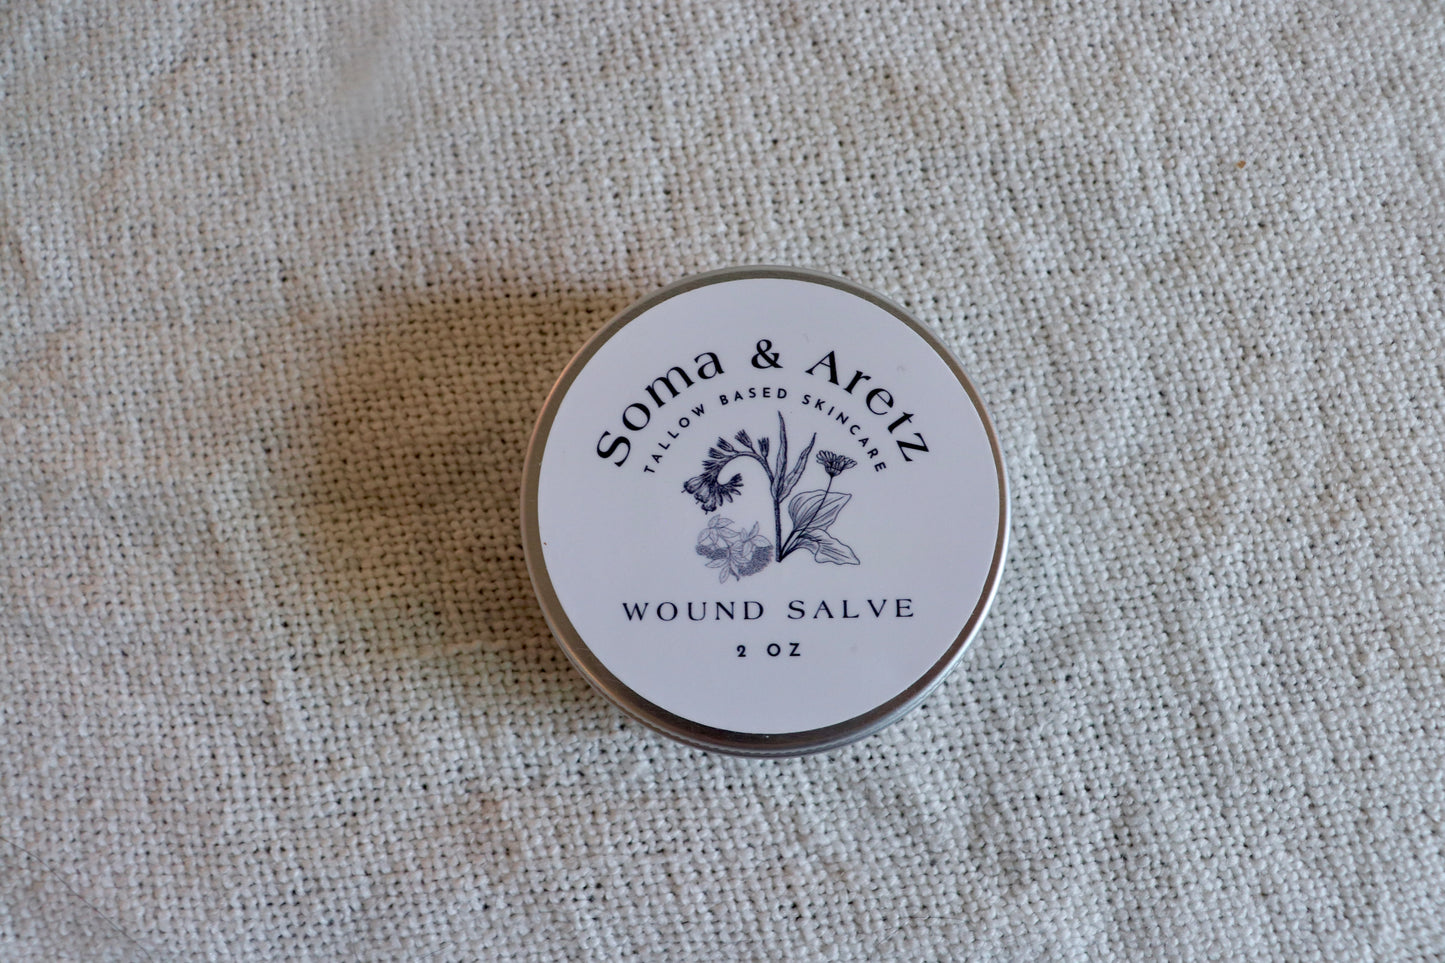 Soma & Aretz
TALLOW BASED SKINCARE
WOUND SALVE
2 OZ